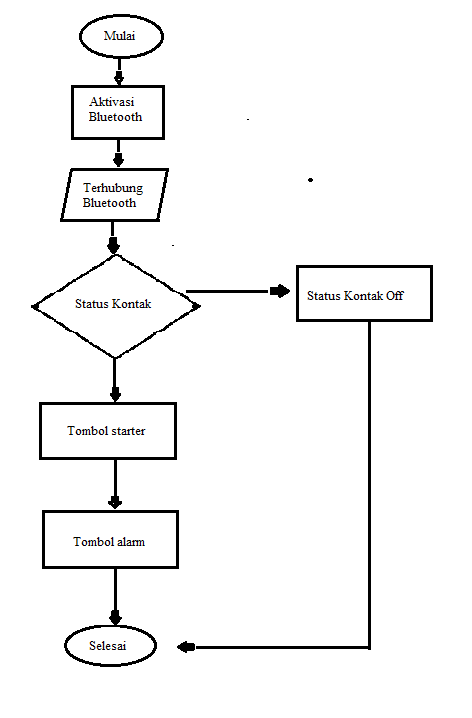 Mulai
Aktivasi
Bluetooth
Terhubung
Bluetooth
Status Kontak
Status Kontak Off
Tombol starter
Tombol alarm
Selesai